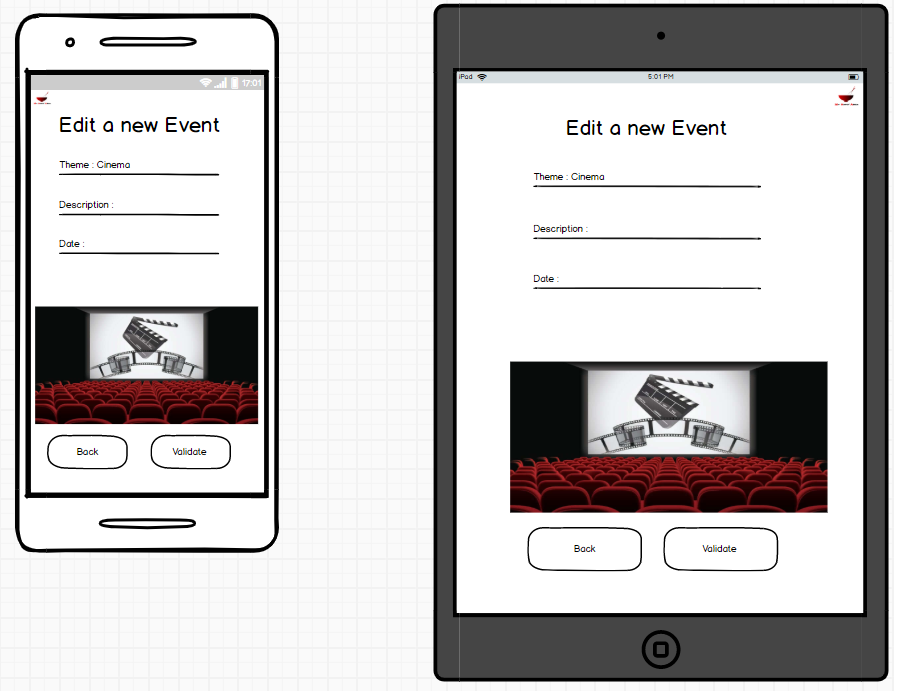 17:01
Edit a new Event
Theme : Cinema
Description :
Date :
Back
Validate
iPad
5:01 PM
Edit a new Event
Theme : Cinema
Description :
Date :
Back
Validate